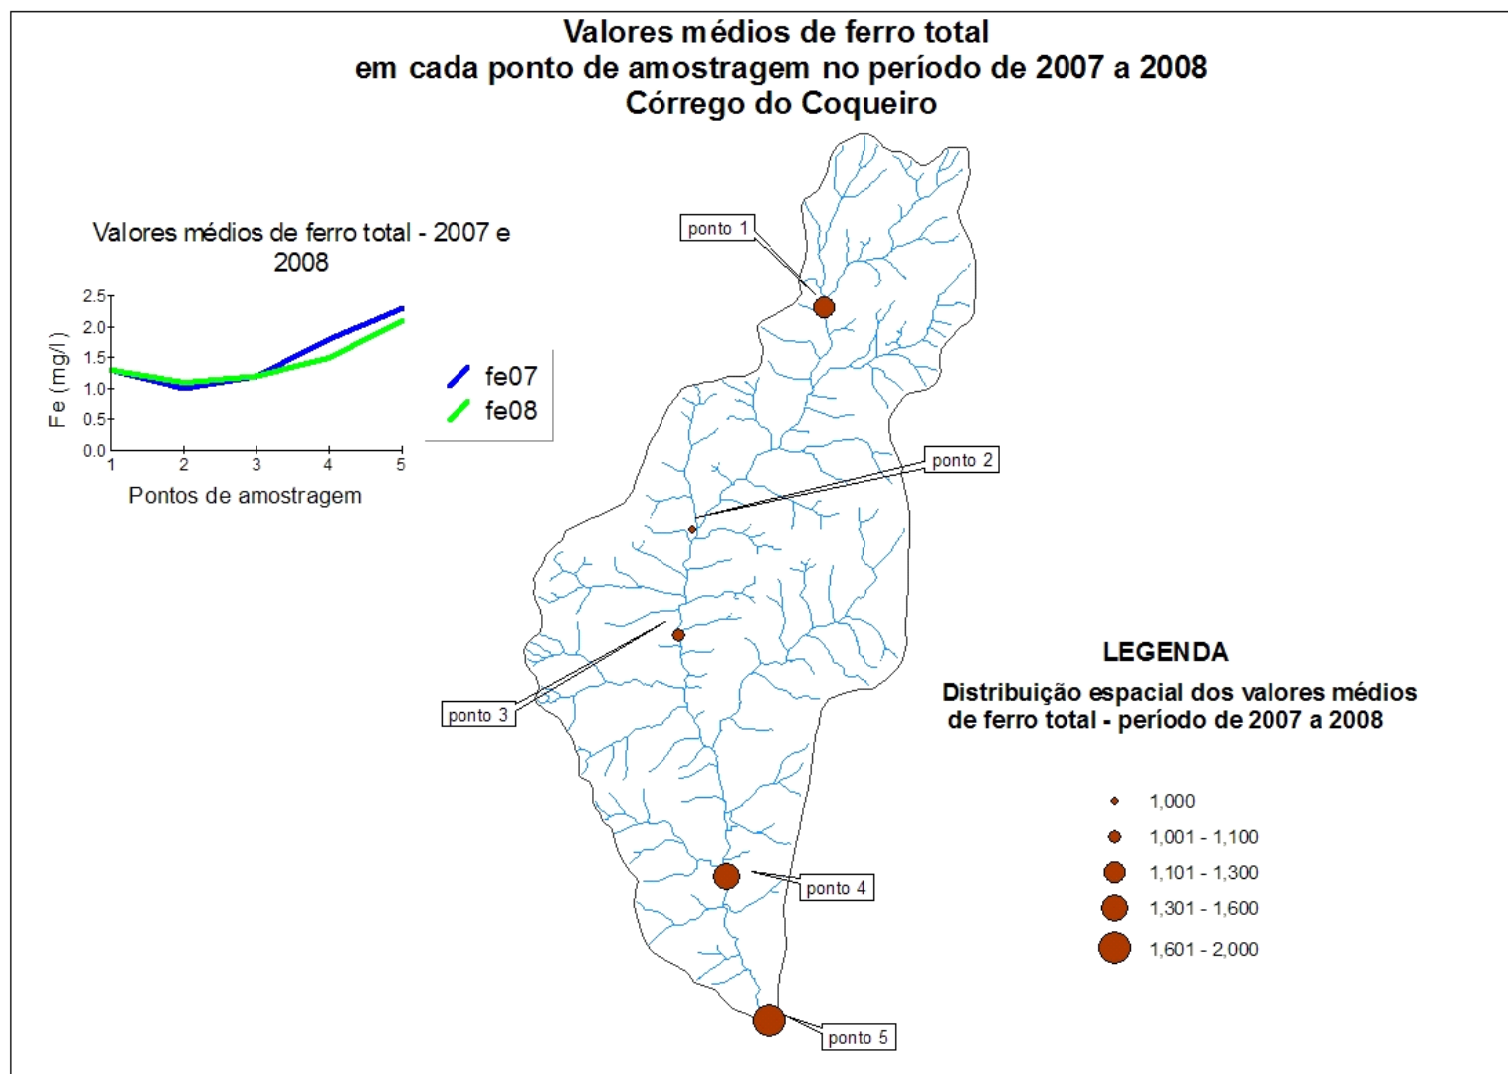 Valores médios de ferro total
em cada ponto de amostragem no período de 2007 a 2008
Córrego do Coqueiro
Valores médios de ferro total - 2007 e
2008
Fe (mg/l)
2.5
2.0
1.5
1.0
0.5
0.0
1 2 3 4 5
Pontos de amostragem
fe07
fe08
ponto 1
ponto 2
ponto 3
ponto 4
ponto 5
LEGENDA
Distribuição espacial dos valores médios
de ferro total - período de 2007 a 2008
1,000
1,001 - 1,100
1,101 - 1,300
1,301 - 1,600
1,601 - 2,000